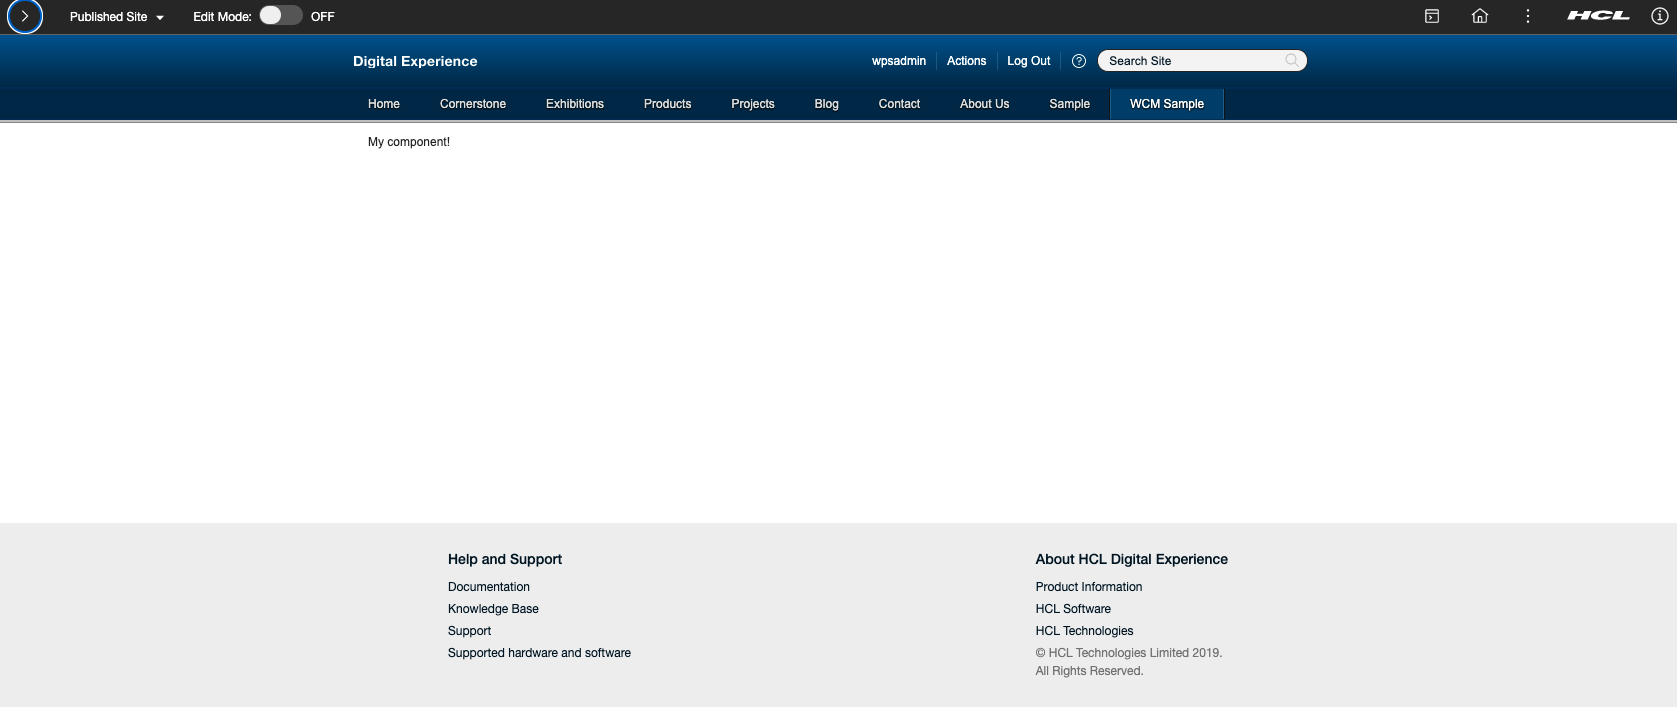 Published Site Edit Mode: OFF HCL
Digital Experience wpsadmin Actions Log Out Search Site
Home Cornerstone Exhibitions Products Projects Blog Contact About Us Sample WCM Sample
My component!
Help and Support
Documentation
Knowledge Base
Support
Supported hardware and software
About HCL Digital Experience
Product Information
HCL Software
HCL Technologies
© HCL Technologies Limited 2019.
All Rights Reserved.